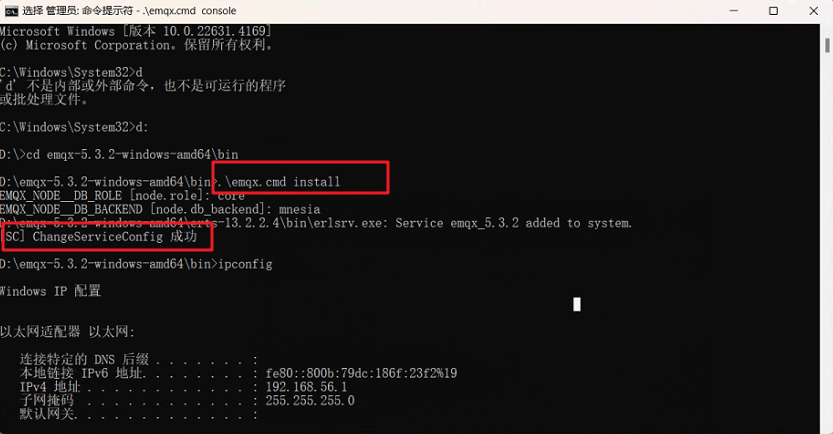 选择 管理员: 命令提示符 - .\emqx.cmd console
Microsoft Windows [版本 10.0.22631.4169]
(c) Microsoft Corporation。保留所有权利。
C:\Windows\System32>d
'd' 不是内部或外部命令，也不是可运行的程序
或批处理文件。
C:\Windows\System32>d:
D:\>cd emqx-5.3.2-windows-amd64\bin
D:\emqx-5.3.2-windows-amd64\bin>.\emqx.cmd install
EMQX_NODE__DB_ROLE [node.role]: core
EMQX_NODE__DB_BACKEND [node.db_backend]: mnesia
D:\emqx-5.3.2-windows-amd64\erts-13.2.2.4\bin\erlsrv.exe: Service emqx_5.3.2 added to system.
[SC] ChangeServiceConfig 成功
D:\emqx-5.3.2-windows-amd64\bin>ipconfig
Windows IP 配置
以太网适配器 以太网:
连接特定的 DNS 后缀 . . . . . . . :
本地链接 IPv6 地址. . . . . . . . : fe80::800b:79dc:186f:23f2%19
IPv4 地址 . . . . . . . . . . . . : 192.168.56.1
子网掩码 . . . . . . . . . . . . : 255.255.255.0
默认网关. . . . . . . . . . . . . :